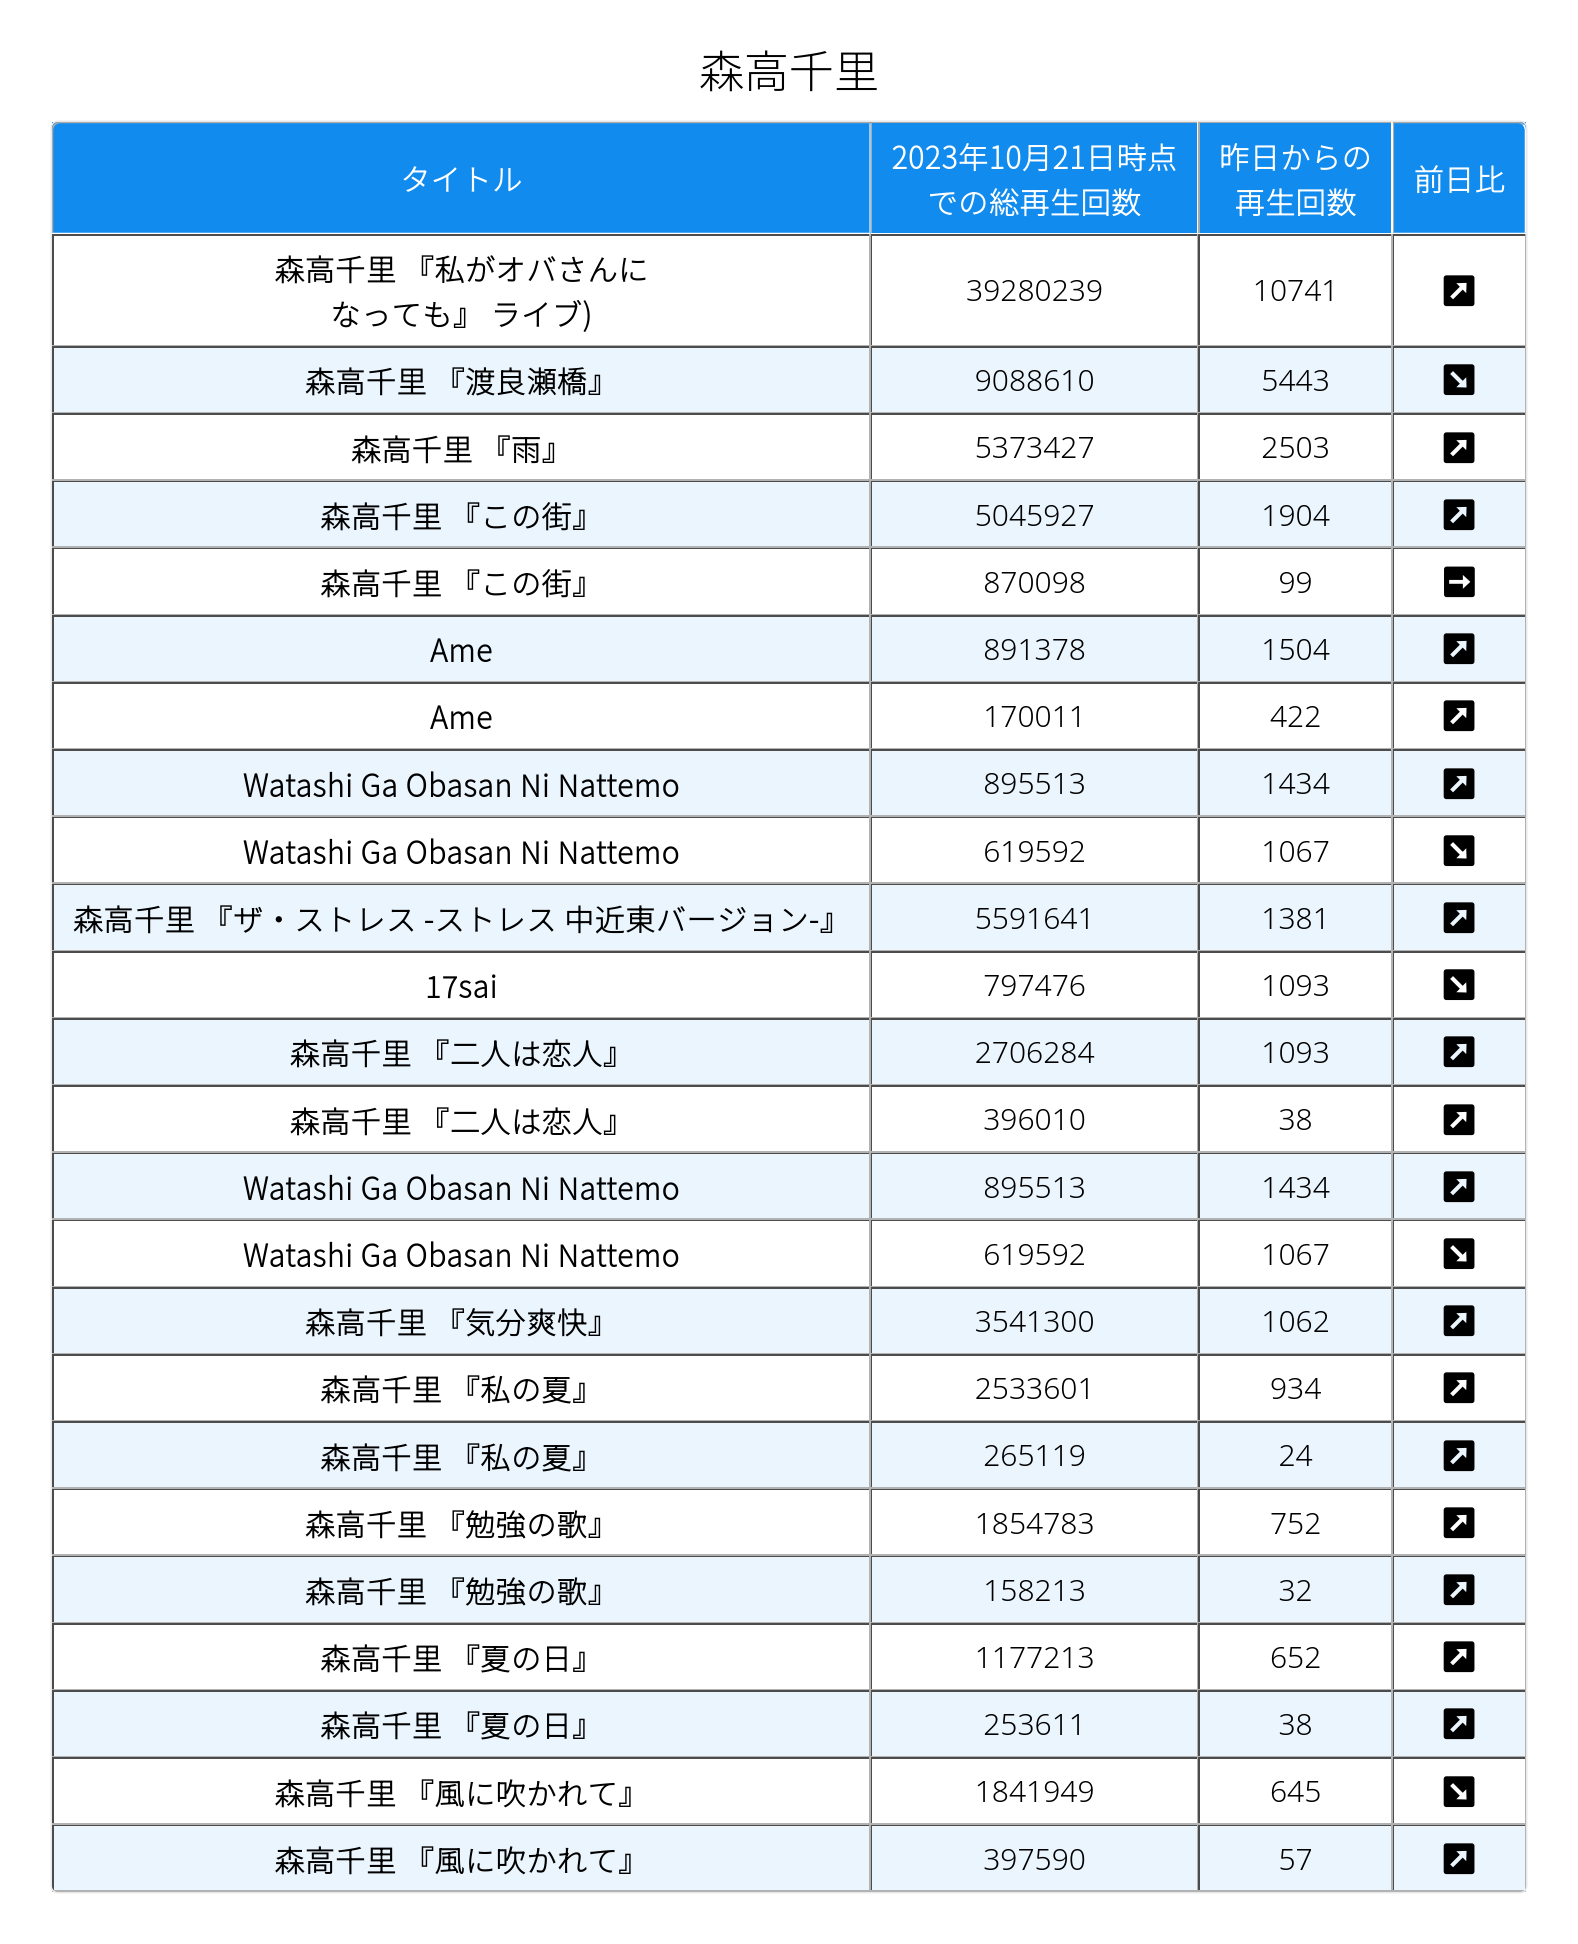 森高千里
タイトル
2023年10月21日時点
での総再生回数
昨日からの
再生回数
前日比
森高千里 『私がオバさんに
なっても』 ライブ)
39280239 10741 ↗
森高千里 『渡良瀬橋』 9088610 5443 ↘
森高千里 『雨』 5373427 2503 ↗
森高千里 『この街』 5045927 1904 ↗
森高千里 『この街』 870098 99 →
Ame 891378 1504 ↗
Ame 170011 422 ↗
Watashi Ga Obasan Ni Nattemo 895513 1434 ↗
Watashi Ga Obasan Ni Nattemo 619592 1067 ↘
森高千里 『ザ・ストレス -ストレス 中近東バージョン-』 5591641 1381 ↗
17sai 797476 1093 ↘
森高千里 『二人は恋人』 2706284 1093 ↗
森高千里 『二人は恋人』 396010 38 ↗
Watashi Ga Obasan Ni Nattemo 895513 1434 ↗
Watashi Ga Obasan Ni Nattemo 619592 1067 ↘
森高千里 『気分爽快』 3541300 1062 ↗
森高千里 『私の夏』 2533601 934 ↗
森高千里 『私の夏』 265119 24 ↗
森高千里 『勉強の歌』 1854783 752 ↗
森高千里 『勉強の歌』 158213 32 ↗
森高千里 『夏の日』 1177213 652 ↗
森高千里 『夏の日』 253611 38 ↗
森高千里 『風に吹かれて』 1841949 645 ↘
森高千里 『風に吹かれて』 397590 57 ↗